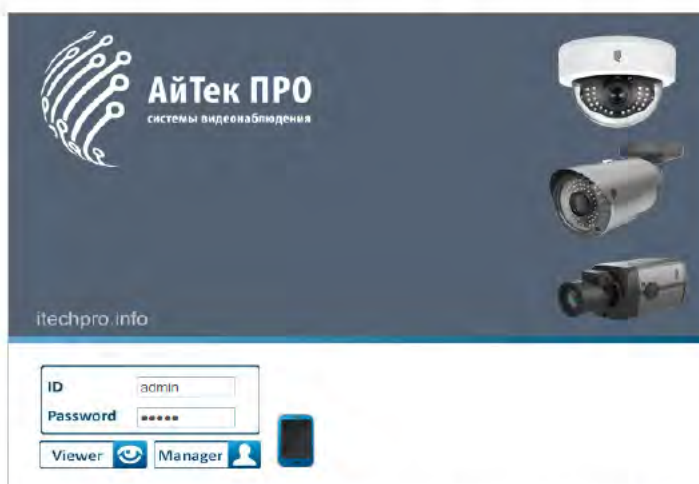 АйТек ПРО
системы видеонаблюдения
itechpro.info
ID admin
Password •••••
Viewer Manager